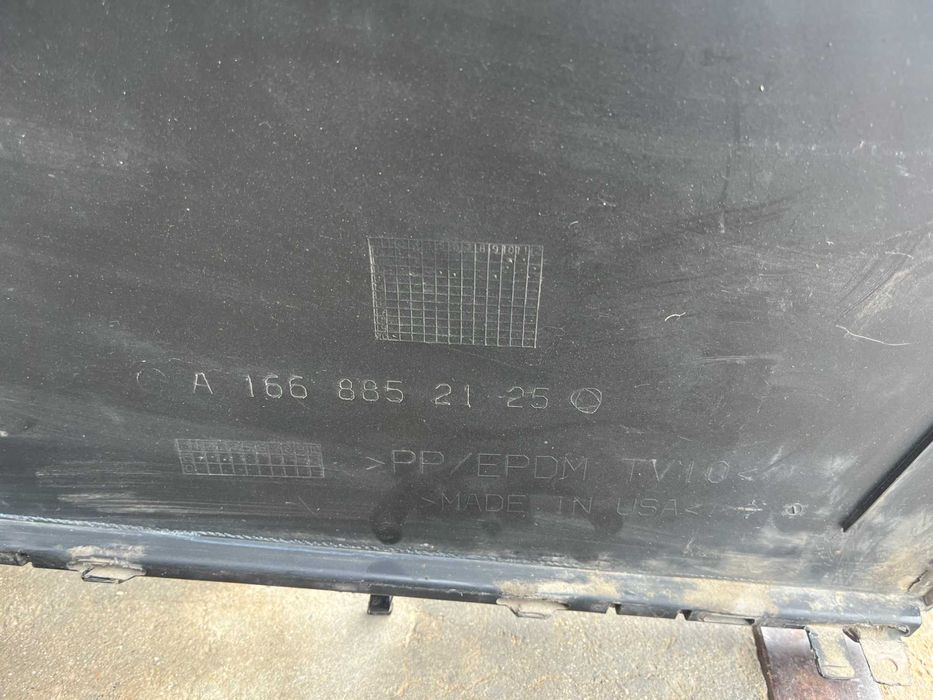 A 166 885 21 25
>PP/EPDM TV10<
>MADE IN USA<